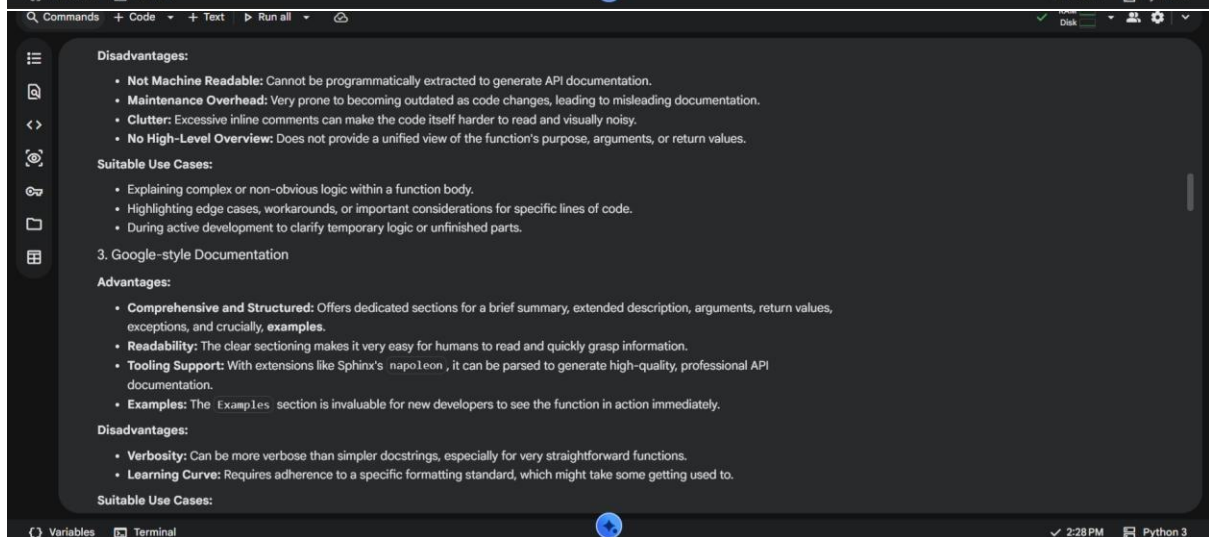 Commands + Code + Text Run all
Disk
Disadvantages:
• Not Machine Readable: Cannot be programmatically extracted to generate API documentation.
• Maintenance Overhead: Very prone to becoming outdated as code changes, leading to misleading documentation.
• Clutter: Excessive inline comments can make the code itself harder to read and visually noisy.
• No High-Level Overview: Does not provide a unified view of the function's purpose, arguments, or return values.
Suitable Use Cases:
• Explaining complex or non-obvious logic within a function body.
• Highlighting edge cases, workarounds, or important considerations for specific lines of code.
• During active development to clarify temporary logic or unfinished parts.
3. Google-style Documentation
Advantages:
• Comprehensive and Structured: Offers dedicated sections for a brief summary, extended description, arguments, return values,
exceptions, and crucially, examples.
• Readability: The clear sectioning makes it very easy for humans to read and quickly grasp information.
• Tooling Support: With extensions like Sphinx's napoleon , it can be parsed to generate high-quality, professional API
documentation.
• Examples: The Examples section is invaluable for new developers to see the function in action immediately.
Disadvantages:
• Verbosity: Can be more verbose than simpler docstrings, especially for very straightforward functions.
• Learning Curve: Requires adherence to a specific formatting standard, which might take some getting used to.
Suitable Use Cases:
{} Variables Terminal 2:28 PM Python 3